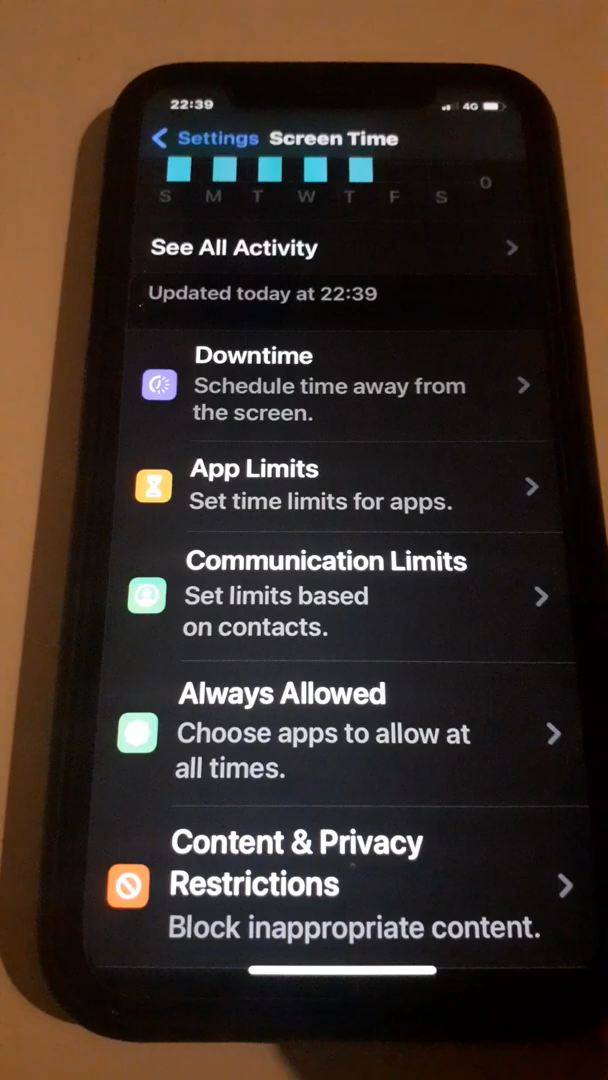 22:39 4G
Settings Screen Time
S M T W T F S 0
See All Activity
Updated today at 22:39
Downtime
Schedule time away from
the screen.
App Limits
Set time limits for apps.
Communication Limits
Set limits based
on contacts.
Always Allowed
Choose apps to allow at
all times.
Content & Privacy
Restrictions
Block inappropriate content.